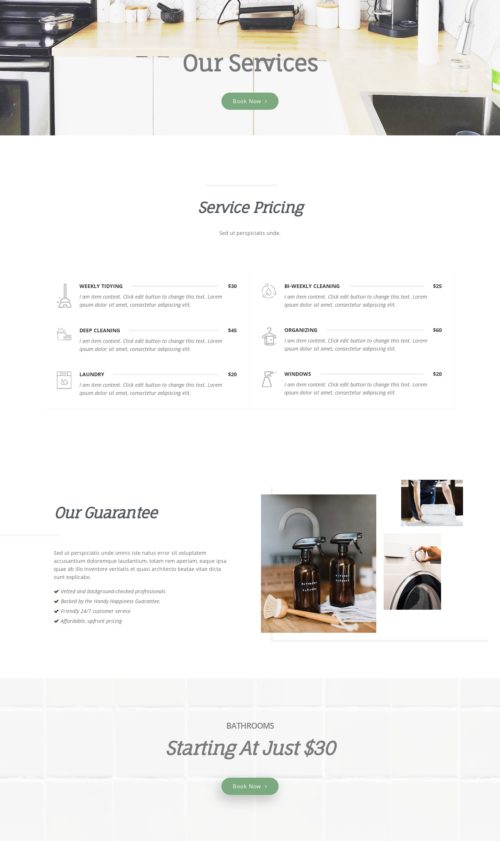 Our Services
Book Now >
Service Pricing
Sed ut perspiciatis unde.
WEEKLY TIDYING $30
I am item content. Click edit button to change this text. Lorem
ipsum dolor sit amet, consectetur adipiscing elit.
DEEP CLEANING $45
I am item content. Click edit button to change this text. Lorem
ipsum dolor sit amet, consectetur adipiscing elit.
LAUNDRY $20
I am item content. Click edit button to change this text. Lorem
ipsum dolor sit amet, consectetur adipiscing elit.
BI-WEEKLY CLEANING $25
I am item content. Click edit button to change this text. Lorem
ipsum dolor sit amet, consectetur adipiscing elit.
ORGANIZING $60
I am item content. Click edit button to change this text. Lorem
ipsum dolor sit amet, consectetur adipiscing elit.
WINDOWS $20
I am item content. Click edit button to change this text. Lorem
ipsum dolor sit amet, consectetur adipiscing elit.
Our Guarantee
Sed ut perspiciatis unde omnis iste natus error sit voluptatem
accusantium doloremque laudantium, totam rem aperiam, eaque ipsa
quae ab illo inventore veritatis et quasi architecto beatae vitae dicta
sunt explicabo.
Vetted and background-checked professionals
Backed by the Handy Happiness Guarantee.
Friendly 24/7 customer service
Affordable, upfront pricing
BATHROOMS
Starting At Just $30
Book Now >